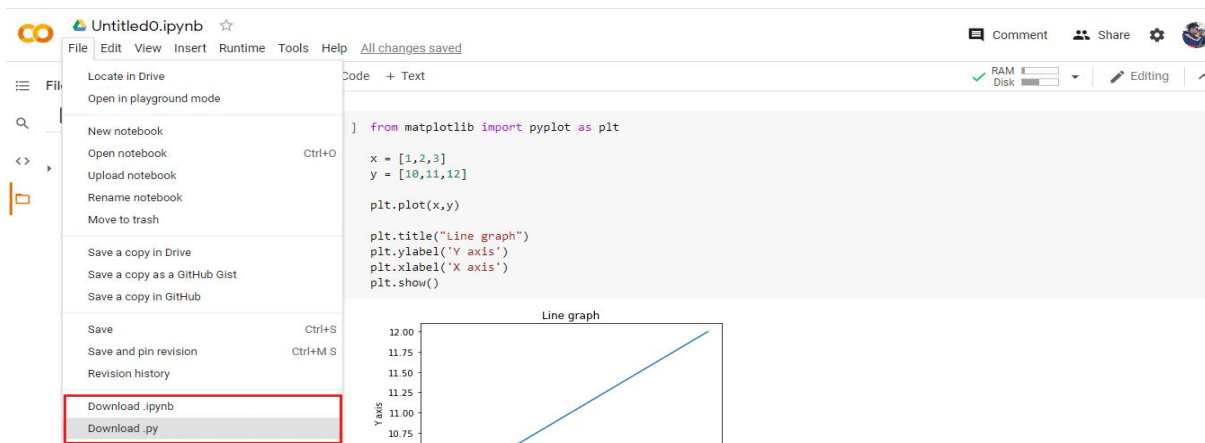 CO Untitled0.ipynb
Comment Share
File Edit View Insert Runtime Tools Help All changes saved
Locate in Drive
Open in playground mode
New notebook
Open notebook Ctrl+O
Upload notebook
Rename notebook
Move to trash
Save a copy in Drive
Save a copy as a GitHub Gist
Save a copy in GitHub
Save Ctrl+S
Save and pin revision Ctrl+M S
Revision history
Download .ipynb
Download .py
Code + Text
RAM
Disk
Editing
] from matplotlib import pyplot as plt
x = [1,2,3]
y = [10,11,12]
plt.plot(x,y)
plt.title("Line graph")
plt.ylabel('Y axis')
plt.xlabel('X axis')
plt.show()
Line graph
12.00
11.75
11.50
11.25
11.00
10.75
Y axis